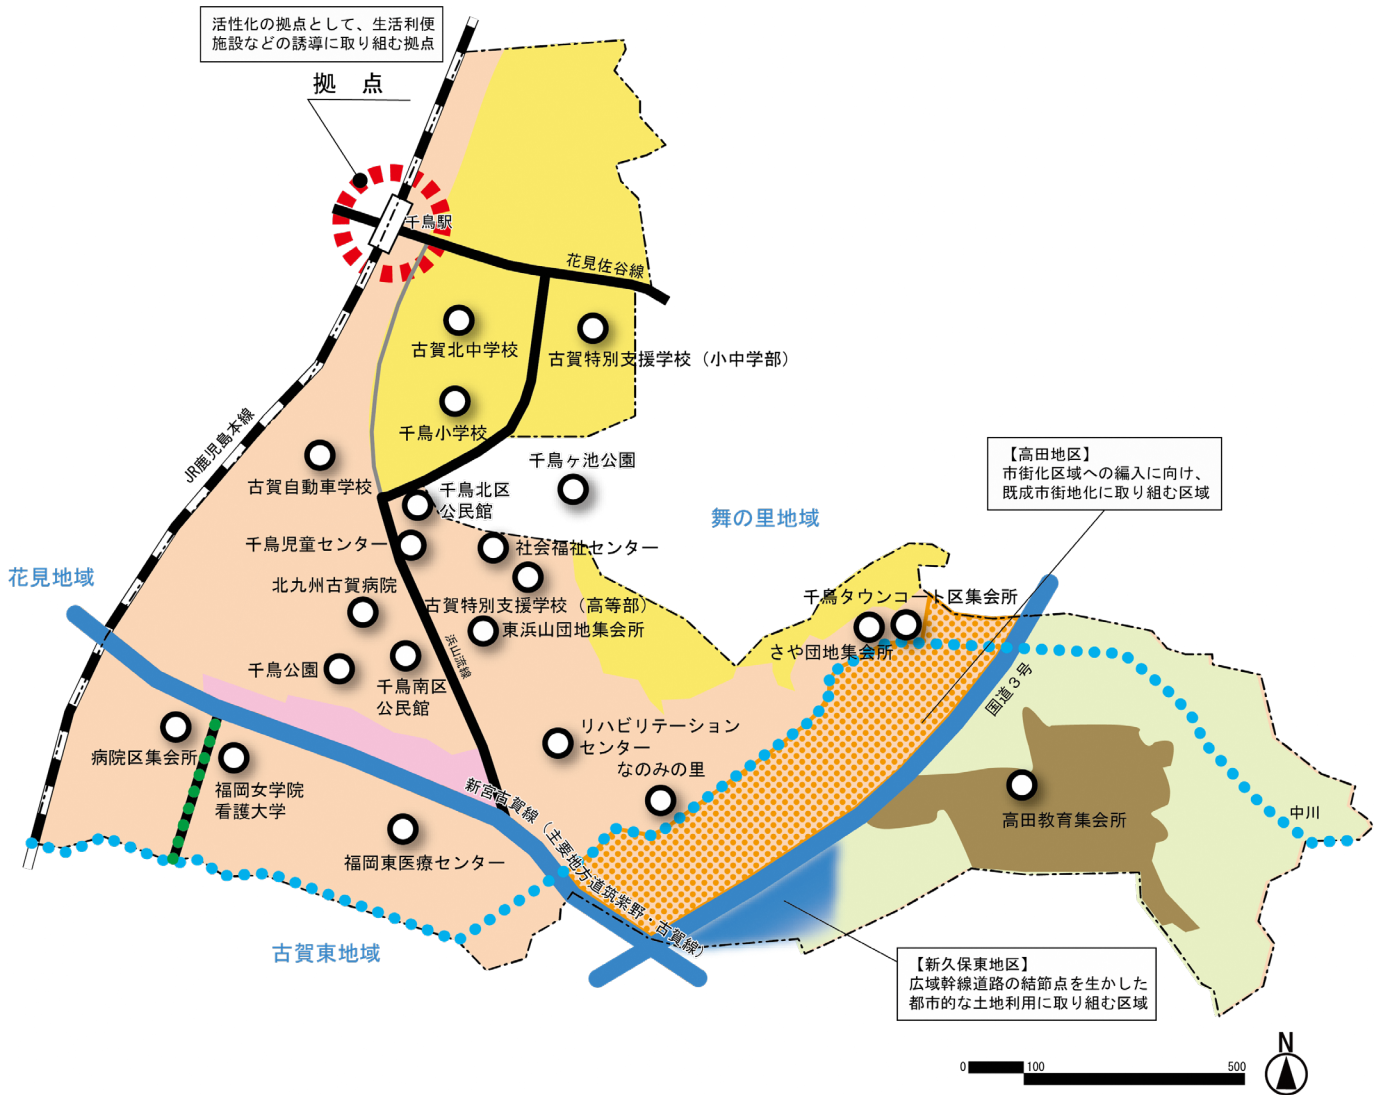 活性化の拠点として、生活利便
施設などの誘導に取り組む拠点
拠　点
千鳥駅
花見佐谷線
古賀北中学校
古賀特別支援学校（小中学部）
千鳥小学校
JR鹿児島本線
古賀自動車学校
千鳥ヶ池公園
千鳥北区
公民館
【高田地区】
市街化区域への編入に向け、
既成市街地化に取り組む区域
舞の里地域
千鳥児童センター
社会福祉センター
花見地域
北九州古賀病院
古賀特別支援学校（高等部）
千鳥タウンコート区集会所
東浜山団地集会所
さや団地集会所
浜山流線
千鳥公園
千鳥南区
公民館
国道３号
病院区集会所
リハビリテーション
センター
なのみの里
福岡女学院
看護大学
新宮古賀線（主要地方道筑紫野・古賀線）
高田教育集会所
中川
福岡東医療センター
古賀東地域
【新久保東地区】
広域幹線道路の結節点を生かした
都市的な土地利用に取り組む区域
N
0
100
500